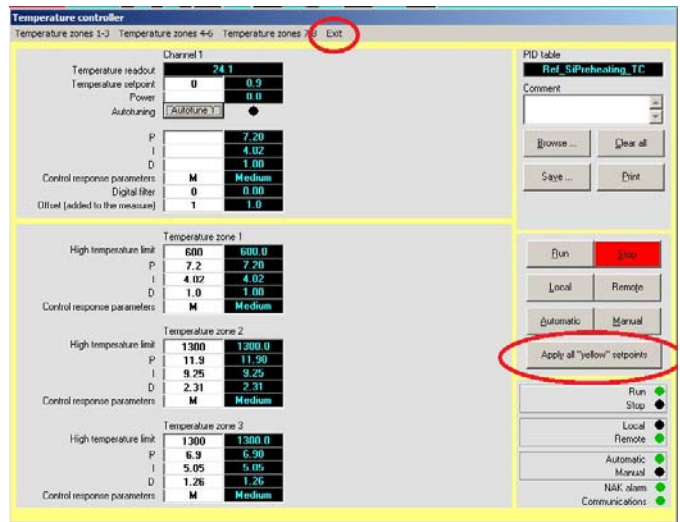 Temperature controller
Temperature zones 1-3 Temperature zones 4-6 Temperature zones 7-9 Exit
Channel 1
Temperature readout 24.1
Temperature setpoint 0 0.9
Power 0.0
Autotuning Autotune 1
P 7.20
I 4.02
D 1.00
Control response parameters M Medium
Digital filter 0 0.00
Offset (added to the measure) 1 1.0
Temperature zone 1
High temperature limit 600 600.0
P 7.2 7.20
I 4.02 4.02
D 1.0 1.00
Control response parameters M Medium
Temperature zone 2
High temperature limit 1300 1300.0
P 11.9 11.90
I 9.25 9.25
D 2.31 2.31
Control response parameters M Medium
Temperature zone 3
High temperature limit 1300 1300.0
P 6.9 6.90
I 5.05 5.05
D 1.26 1.26
Control response parameters M Medium
PID table
Ref_SiPreheating_TC
Comment
Browse ... Clear all
Save ... Print
Run Stop
Local Remote
Automatic Manual
Apply all "yellow" setpoints
Run
Stop
Local
Remote
Automatic
Manual
NAK alarm
Communications